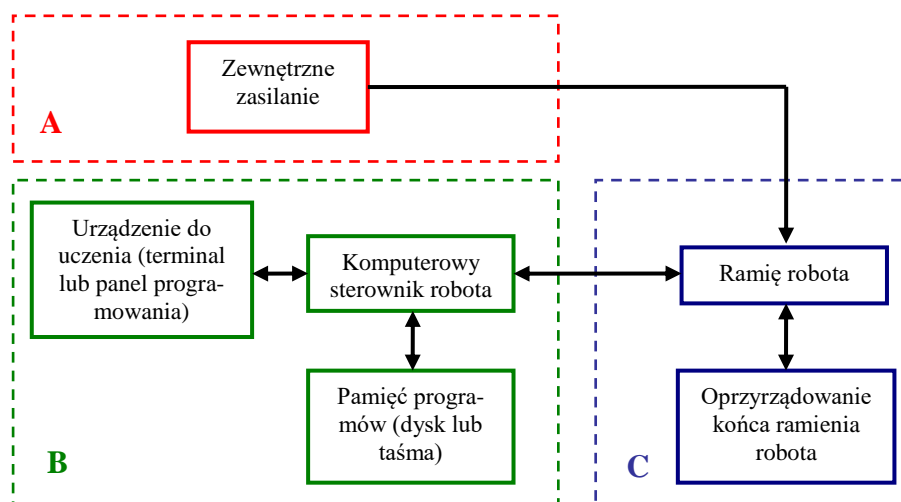 Zewnętrzne
zasilanie
A
Urządzenie do
uczenia (terminal
lub panel progra-
mowania)
Komputerowy
sterownik robota
Ramię robota
Pamięć progra-
mów (dysk lub
taśma)
Oprzyrządowanie
końca ramienia
robota
B
C